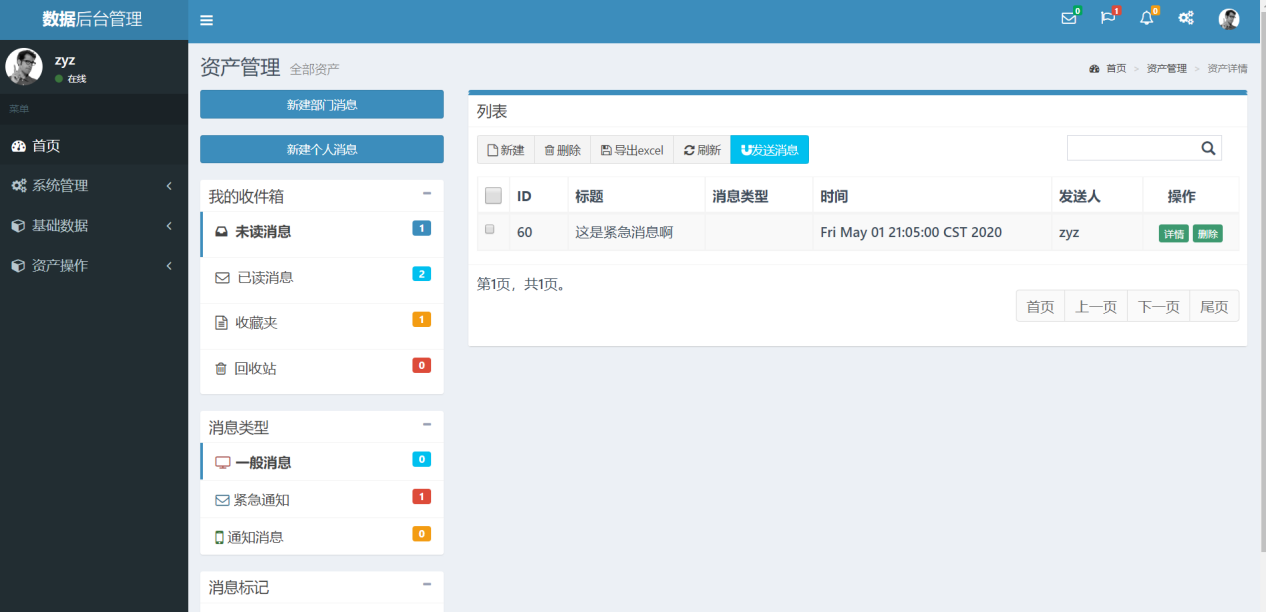 数据后台管理
0
1
0
zyz
在线
菜单
首页
系统管理
基础数据
资产操作
资产管理 全部资产
首页 > 资产管理 > 资产详情
新建部门消息
新建个人消息
我的收件箱
未读消息 1
已读消息 2
收藏夹 1
回收站 0
消息类型
一般消息 0
紧急通知 1
通知消息 0
消息标记
列表
新建 删除 导出excel 刷新 发送消息
ID 标题 消息类型 时间 发送人 操作
60 这是紧急消息啊 Fri May 01 21:05:00 CST 2020 zyz 详情 删除
第1页，共1页。
首页 上一页 下一页 尾页